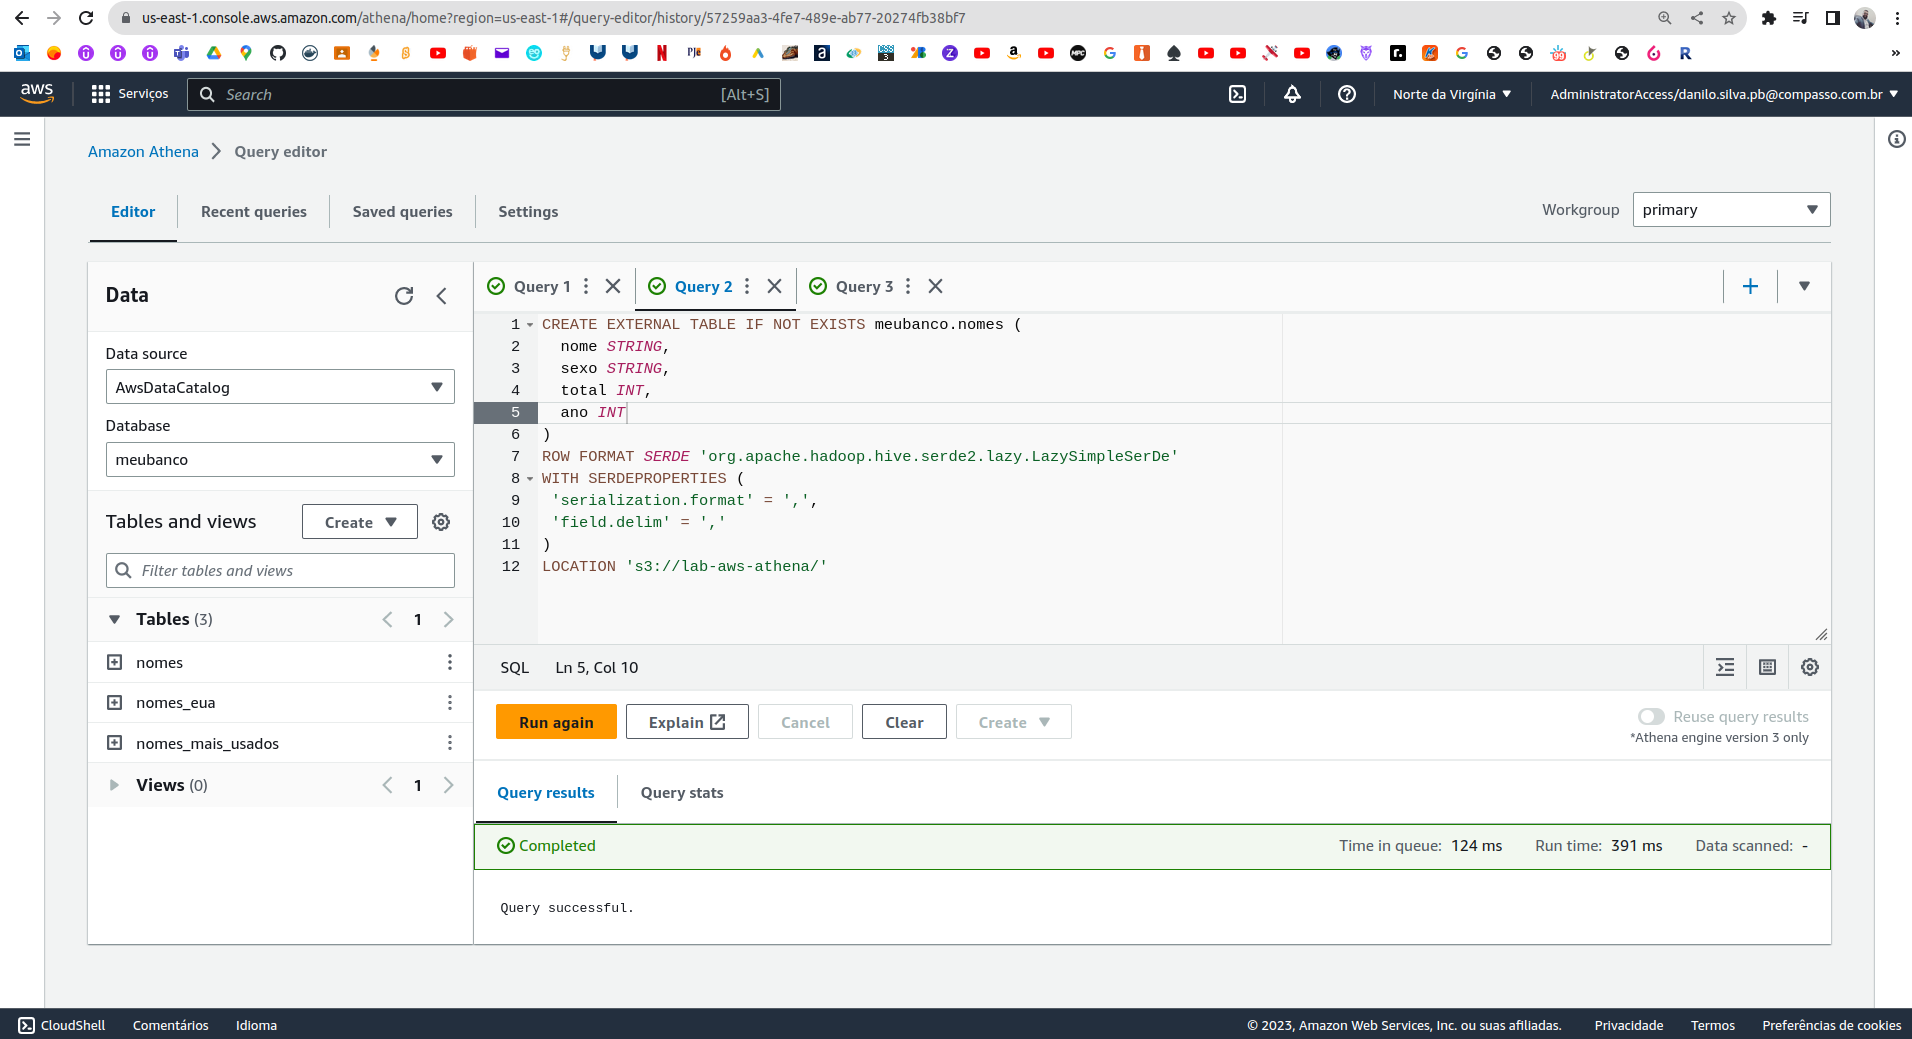 us-east-1.console.aws.amazon.com/athena/home?region=us-east-1#/query-editor/history/57259aa3-4fe7-489e-ab77-20274fb38bf7
aws Serviços Search [Alt+S] Norte da Virgínia AdministratorAccess/danilo.silva.pb@compasso.com.br
Amazon Athena Query editor
Editor Recent queries Saved queries Settings Workgroup primary
Data
Data source
AwsDataCatalog
Database
meubanco
Tables and views Create
Filter tables and views
Tables (3) 1
nomes
nomes_eua
nomes_mais_usados
Views (0) 1
Query 1 Query 2 Query 3
1 CREATE EXTERNAL TABLE IF NOT EXISTS meubanco.nomes (
2 nome STRING,
3 sexo STRING,
4 total INT,
5 ano INT
6 )
7 ROW FORMAT SERDE 'org.apache.hadoop.hive.serde2.lazy.LazySimpleSerDe'
8 WITH SERDEPROPERTIES (
9 'serialization.format' = ',',
10 'field.delim' = ','
11 )
12 LOCATION 's3://lab-aws-athena/'
SQL Ln 5, Col 10
Run again Explain Cancel Clear Create
Reuse query results
*Athena engine version 3 only
Query results Query stats
Completed Time in queue: 124 ms Run time: 391 ms Data scanned: -
Query successful.
CloudShell Comentários Idioma © 2023, Amazon Web Services, Inc. ou suas afiliadas. Privacidade Termos Preferências de cookies